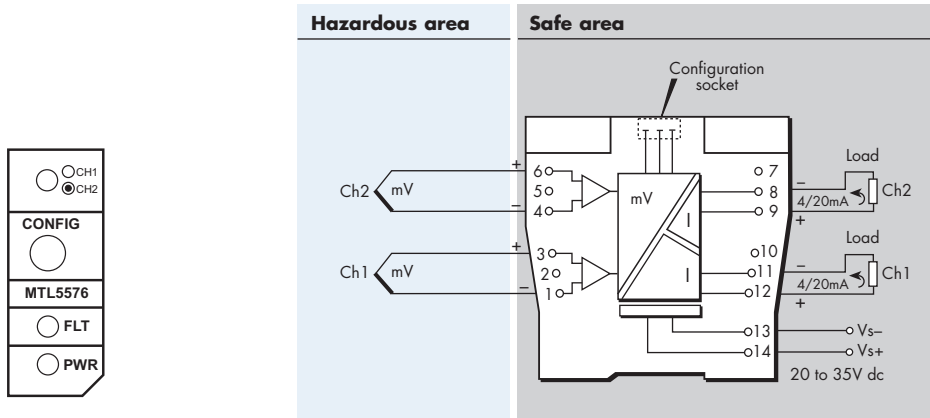 Hazardous area
Safe area
Configuration
socket
CH1
CH2
CONFIG
MTL5576
FLT
PWR
Ch2
mV
+
–
Ch1
mV
+
–
6
5
4
3
2
1
mV
I
I
7
8
9
10
11
12
13
14
Load
–
4/20mA
+
Ch2
Load
–
4/20mA
+
Ch1
Vs–
Vs+
20 to 35V dc